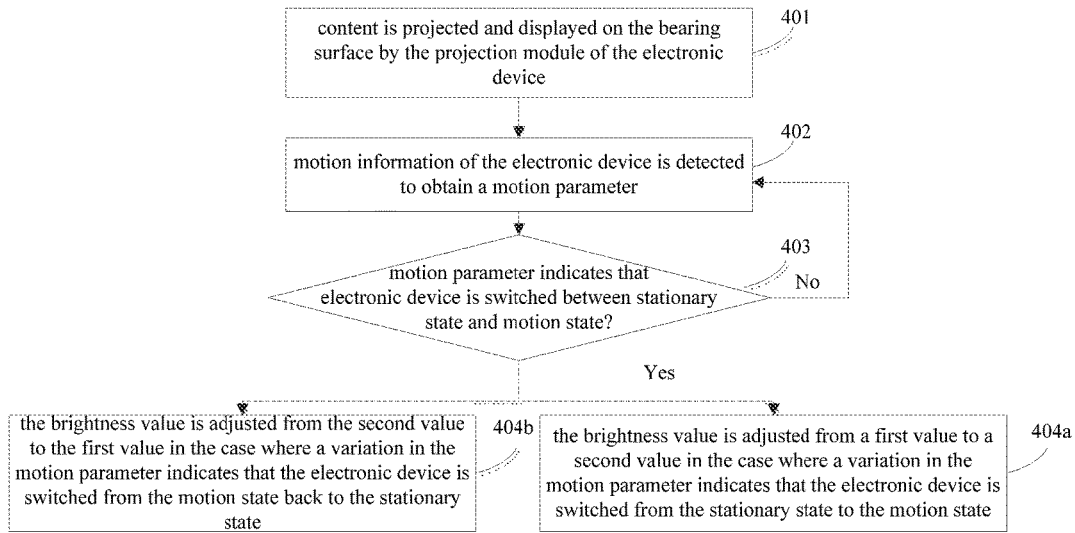 content is projected and displayed on the bearing
surface by the projection module of the electronic
device
401
motion information of the electronic device is detected
to obtain a motion parameter
402
motion parameter indicates that
electronic device is switched between stationary
state and motion state?
403
No
Yes
the brightness value is adjusted from the second value
to the first value in the case where a variation in the
motion parameter indicates that the electronic device is
switched from the motion state back to the stationary
state
404b
the brightness value is adjusted from a first value to a
second value in the case where a variation in the
motion parameter indicates that the electronic device is
switched from the stationary state to the motion state
404a